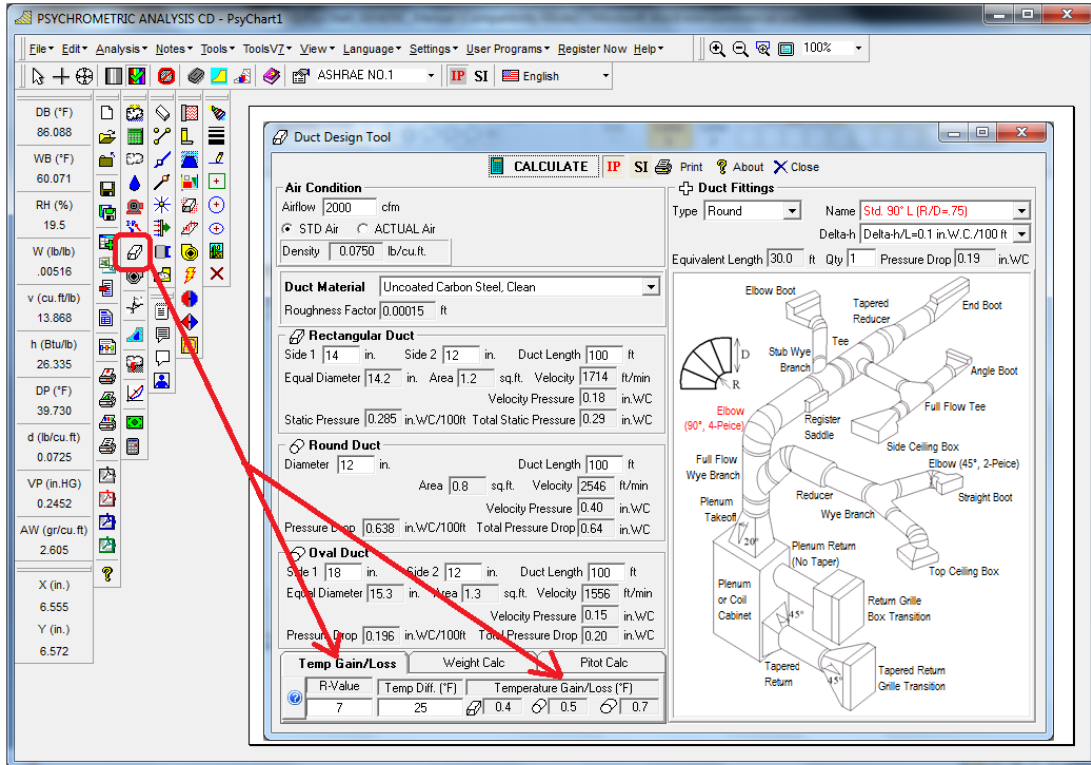 PSYCHROMETRIC ANALYSIS CD - PsyChart1
File Edit Analysis Notes Tools ToolsV7 View Language Settings User Programs Register Now Help 100%
ASHRAE NO.1 IP SI English
DB (°F)
86.088
WB (°F)
60.071
RH (%)
19.5
W (lb/lb)
.00516
v (cu.ft/lb)
13.868
h (Btu/lb)
26.335
DP (°F)
39.730
d (lb/cu.ft)
0.0725
VP (in.HG)
0.2452
AW (gr/cu.ft)
2.605
X (in.)
6.555
Y (in.)
6.572
Duct Design Tool
CALCULATE IP SI Print About Close
Air Condition
Airflow 2000 cfm
STD Air ACTUAL Air
Density 0.0750 lb/cu.ft.
Duct Material Uncoated Carbon Steel, Clean
Roughness Factor 0.00015 ft
Rectangular Duct
Side 1 14 in. Side 2 12 in. Duct Length 100 ft
Equal Diameter 14.2 in. Area 1.2 sq.ft. Velocity 1714 ft/min
Velocity Pressure 0.18 in.WC
Static Pressure 0.285 in.WC/100ft Total Static Pressure 0.29 in.WC
Round Duct
Diameter 12 in. Duct Length 100 ft
Area 0.8 sq.ft. Velocity 2546 ft/min
Velocity Pressure 0.40 in.WC
Pressure Drop 0.638 in.WC/100ft Total Pressure Drop 0.64 in.WC
Oval Duct
Side 1 18 in. Side 2 12 in. Duct Length 100 ft
Equal Diameter 15.3 in. Area 1.3 sq.ft. Velocity 1556 ft/min
Velocity Pressure 0.15 in.WC
Pressure Drop 0.196 in.WC/100ft Total Pressure Drop 0.20 in.WC
Temp Gain/Loss Weight Calc Pitot Calc
R-Value Temp Diff. (°F) Temperature Gain/Loss (°F)
7 25 0.4 0.5 0.7
Duct Fittings
Type Round Name Std. 90° L (R/D=.75)
Delta-h Delta-h/L=0.1 in.W.C./100 ft
Equivalent Length 30.0 ft Qty 1 Pressure Drop 0.19 in.WC
Elbow Boot
Tapered
Reducer
End Boot
Tee
D
R
Stub Wye
Branch
Angle Boot
Full Flow Tee
Elbow
(90°, 4-Peice)
Register
Saddle
Side Ceiling Box
Full Flow
Wye Branch
Elbow (45°, 2-Peice)
Reducer
Straight Boot
Wye Branch
Plenum
Takeoff
20°
Plenum Return
(No Taper)
Top Ceiling Box
Plenum
or Coil
Cabinet
Return Grille
Box Transition
45°
Tapered
Return
45°
Tapered Return
Grille Transition